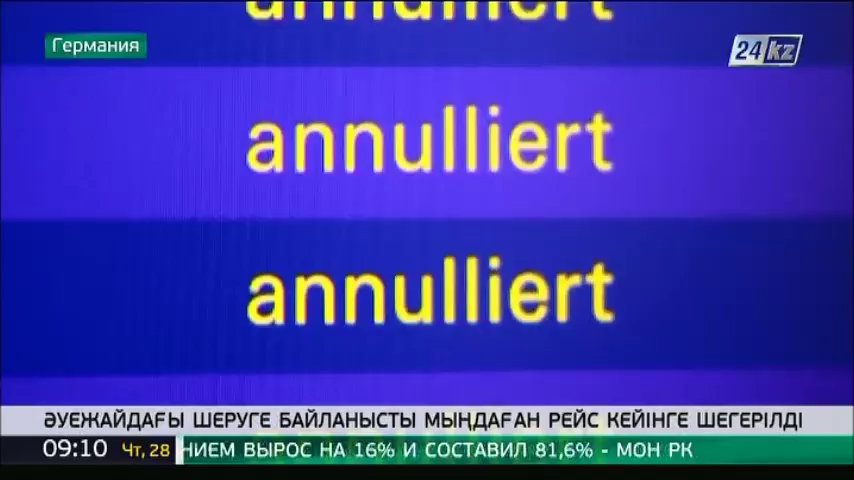 annulliert
Германия
24kz
annulliert
annulliert
ӘУЕЖАЙДАҒЫ ШЕРУГЕ БАЙЛАНЫСТЫ МЫҢДАҒАН РЕЙС КЕЙІНГЕ ШЕГЕРІЛДІ
09:10 Чт, 28 НИЕМ ВЫРОС НА 16% И СОСТАВИЛ 81,6% - МОН РК